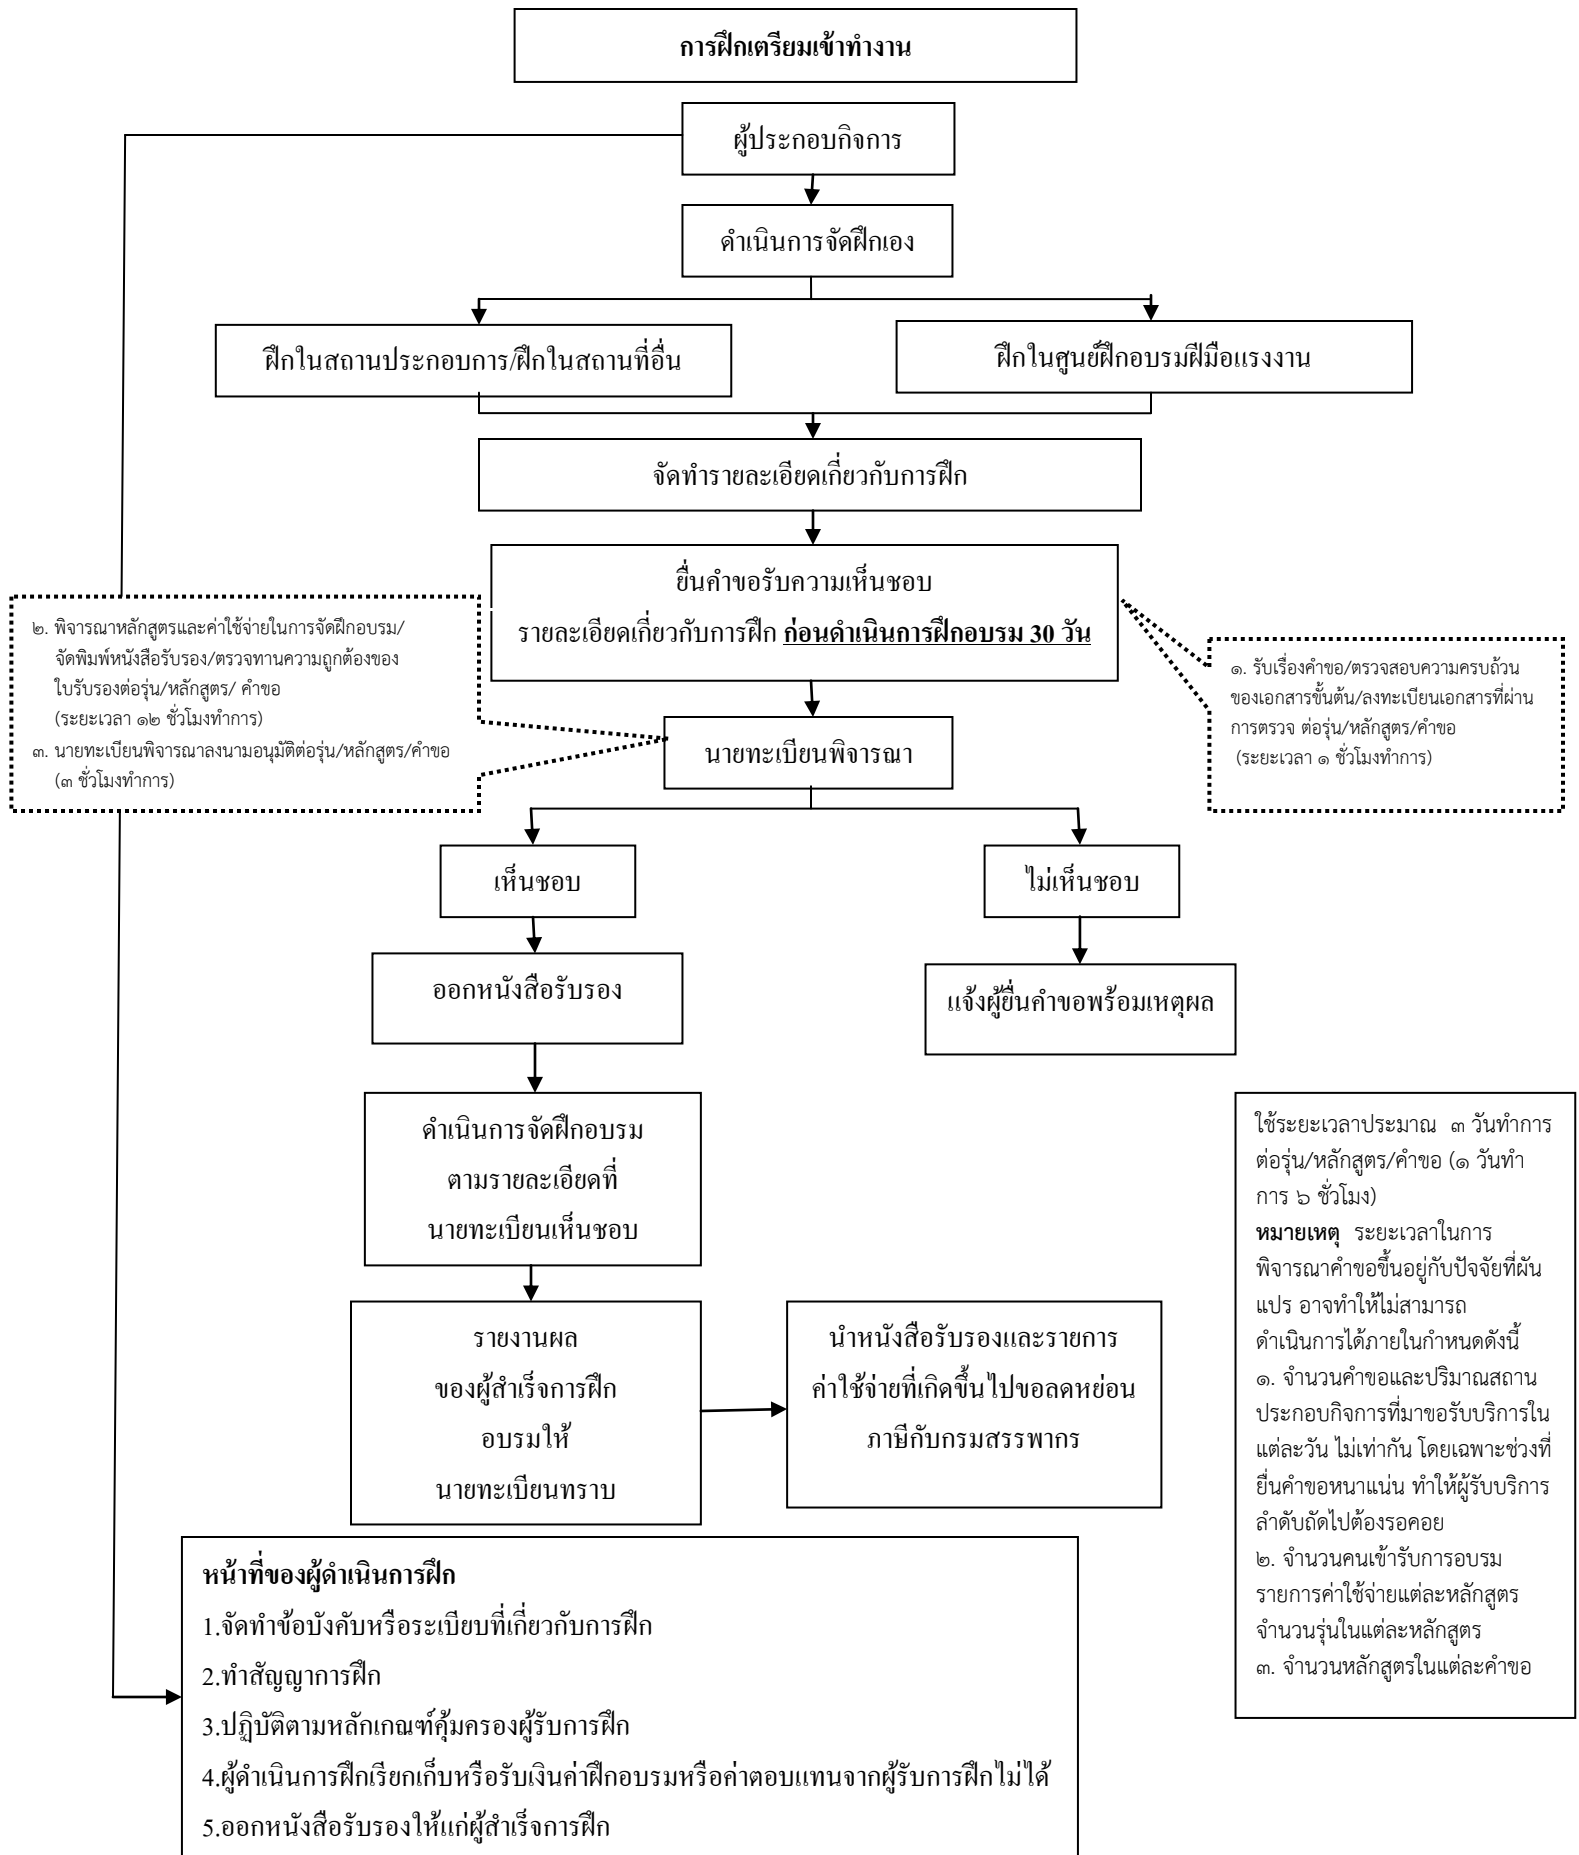 การฝึกเตรียมเข้าทำงาน
ผู้ประกอบกิจการ
ดำเนินการจัดฝึกเอง
ฝึกในสถานประกอบการ/ฝึกในสถานที่อื่น
ฝึกในศูนย์ฝึกอบรมฝีมือแรงงาน
จัดทำรายละเอียดเกี่ยวกับการฝึก
ยื่นคำขอรับความเห็นชอบ
รายละเอียดเกี่ยวกับการฝึก ก่อนดำเนินการฝึกอบรม 30 วัน
๒. พิจารณาหลักสูตรและค่าใช้จ่ายในการจัดฝึกอบรม/
จัดพิมพ์หนังสือรับรอง/ตรวจทานความถูกต้องของ
ใบรับรองต่อรุ่น/หลักสูตร/ คำขอ
(ระยะเวลา ๑๒ ชั่วโมงทำการ)
๓. นายทะเบียนพิจารณาลงนามอนุมัติต่อรุ่น/หลักสูตร/คำขอ
(๓ ชั่วโมงทำการ)
๑. รับเรื่องคำขอ/ตรวจสอบความครบถ้วน
ของเอกสารขั้นต้น/ลงทะเบียนเอกสารที่ผ่าน
การตรวจ ต่อรุ่น/หลักสูตร/คำขอ
(ระยะเวลา ๑ ชั่วโมงทำการ)
นายทะเบียนพิจารณา
เห็นชอบ
ไม่เห็นชอบ
ออกหนังสือรับรอง
แจ้งผู้ยื่นคำขอพร้อมเหตุผล
ดำเนินการจัดฝึกอบรม
ตามรายละเอียดที่
นายทะเบียนเห็นชอบ
รายงานผล
ของผู้สำเร็จการฝึก
อบรมให้
นายทะเบียนทราบ
นำหนังสือรับรองและรายการ
ค่าใช้จ่ายที่เกิดขึ้นไปขอลดหย่อน
ภาษีกับกรมสรรพากร
ใช้ระยะเวลาประมาณ ๓ วันทำการ
ต่อรุ่น/หลักสูตร/คำขอ (๑ วันทำ
การ ๖ ชั่วโมง)
หมายเหตุ ระยะเวลาในการ
พิจารณาคำขอขึ้นอยู่กับปัจจัยที่ผัน
แปร อาจทำให้ไม่สามารถ
ดำเนินการได้ภายในกำหนดดังนี้
๑. จำนวนคำขอและปริมาณสถาน
ประกอบกิจการที่มาขอรับบริการใน
แต่ละวัน ไม่เท่ากัน โดยเฉพาะช่วงที่
ยื่นคำขอหนาแน่น ทำให้ผู้รับบริการ
ลำดับถัดไปต้องรอคอย
๒. จำนวนคนเข้ารับการอบรม
รายการค่าใช้จ่ายแต่ละหลักสูตร
จำนวนรุ่นในแต่ละหลักสูตร
๓. จำนวนหลักสูตรในแต่ละคำขอ
หน้าที่ของผู้ดำเนินการฝึก
1.จัดทำข้อบังคับหรือระเบียบที่เกี่ยวกับการฝึก
2.ทำสัญญาการฝึก
3.ปฏิบัติตามหลักเกณฑ์คุ้มครองผู้รับการฝึก
4.ผู้ดำเนินการฝึกเรียกเก็บหรือรับเงินค่าฝึกอบรมหรือค่าตอบแทนจากผู้รับการฝึกไม่ได้
5.ออกหนังสือรับรองให้แก่ผู้สำเร็จการฝึก